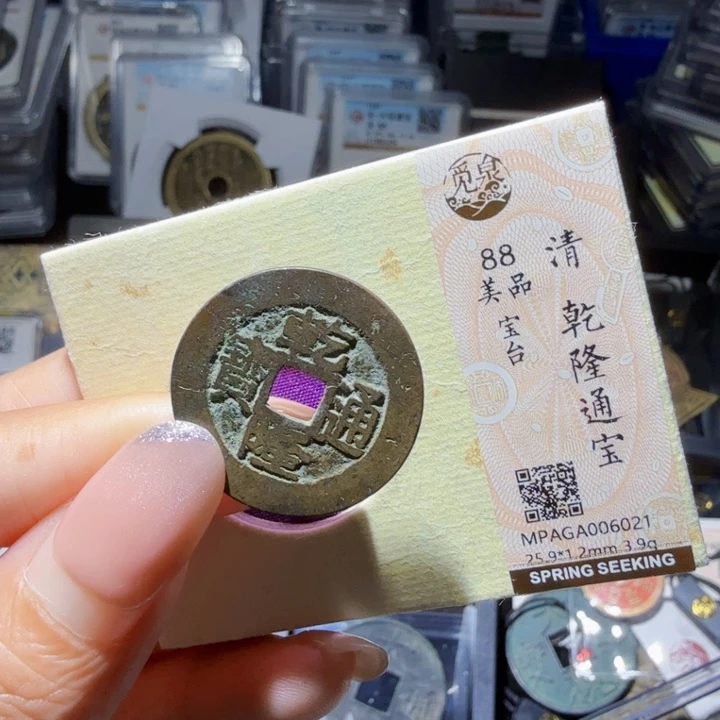 觅泉
清 乾隆通宝
88
美品
宝台
MPAGA006021
25.9*1.2mm 3.9g
SPRING SEEKING
乾隆通寶